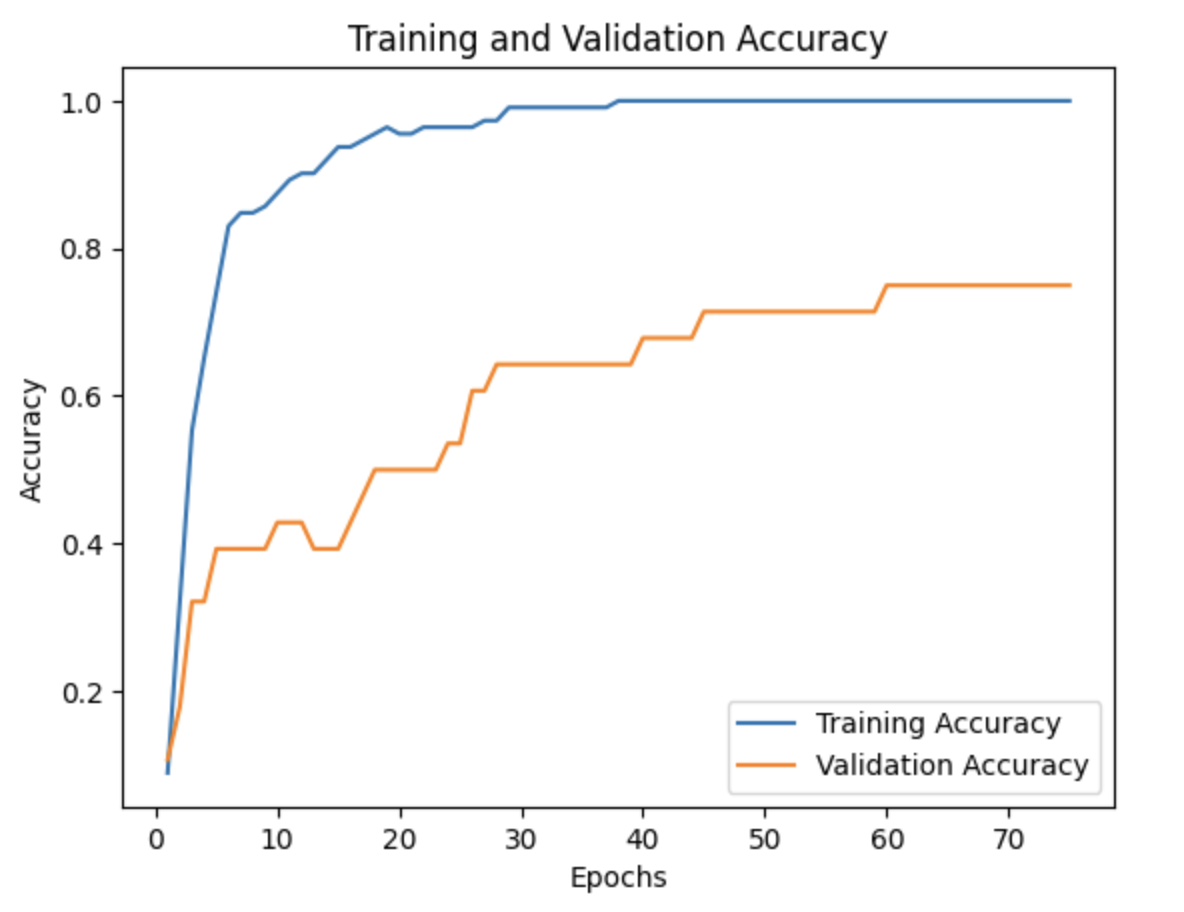 Training and Validation Accuracy
1.0
0.8
0.6
0.4
0.2
Accuracy
Training Accuracy
Validation Accuracy
0 10 20 30 40 50 60 70
Epochs